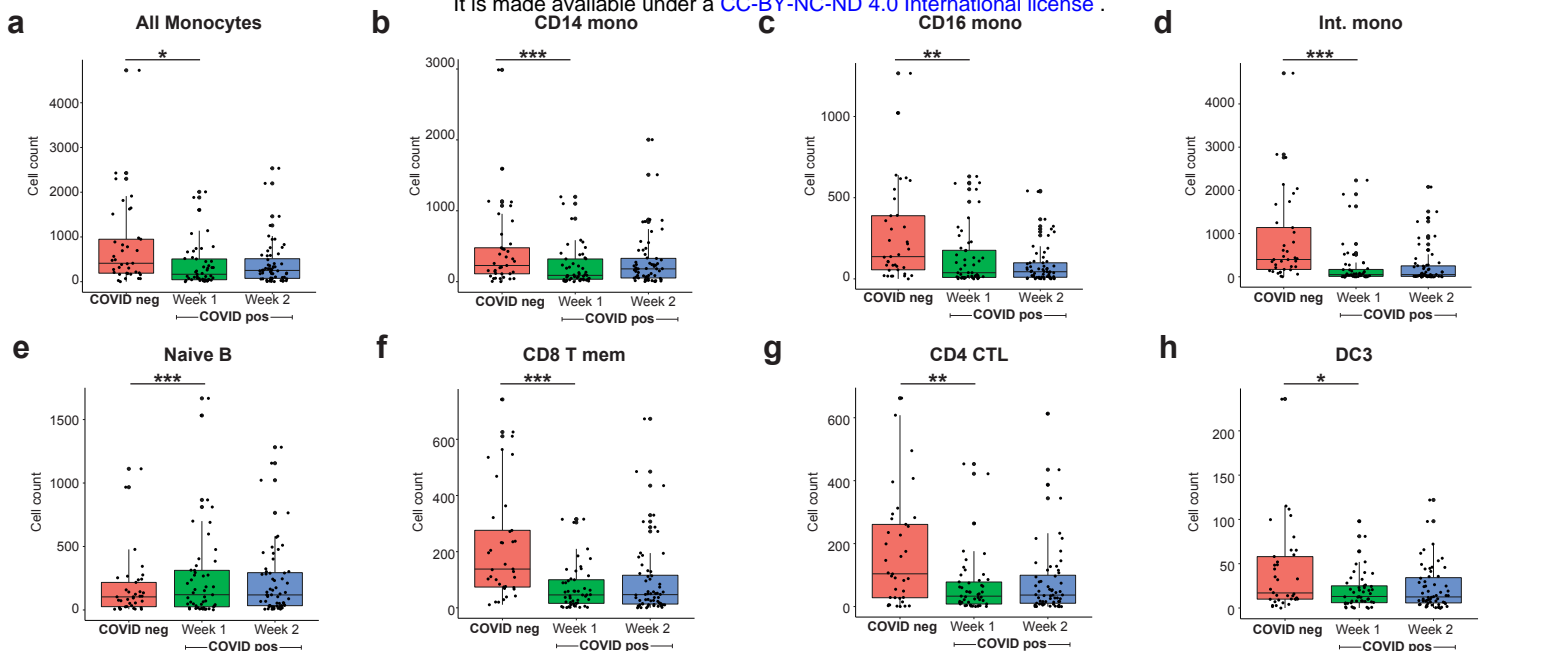 It is made available under a CC-BY-NC-ND 4.0 International license .
a All Monocytes
*
Cell count
4000
3000
2000
1000
0
COVID neg Week 1 Week 2
COVID pos
b CD14 mono
***
Cell count
3000
2000
1000
0
COVID neg Week 1 Week 2
COVID pos
c CD16 mono
**
Cell count
1000
500
0
COVID neg Week 1 Week 2
COVID pos
d Int. mono
***
Cell count
4000
3000
2000
1000
0
COVID neg Week 1 Week 2
COVID pos
e Naive B
***
Cell count
1500
1000
500
0
COVID neg Week 1 Week 2
COVID pos
f CD8 T mem
***
Cell count
600
400
200
0
COVID neg Week 1 Week 2
COVID pos
g CD4 CTL
**
Cell count
600
400
200
0
COVID neg Week 1 Week 2
COVID pos
h DC3
*
Cell count
200
150
100
50
0
COVID neg Week 1 Week 2
COVID pos